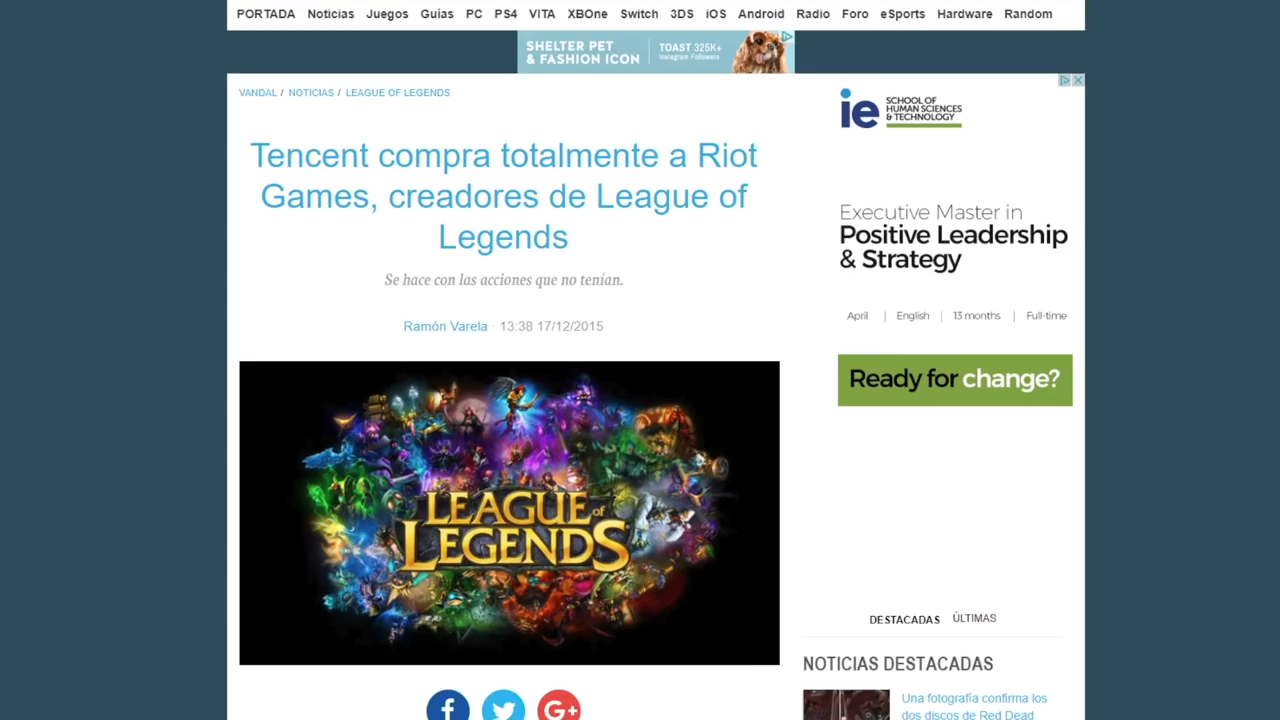 PORTADA Noticias Juegos Guías PC PS4 VITA XBOne Switch 3DS iOS Android Radio Foro eSports Hardware Random
SHELTER PET
& FASHION ICON
TOAST 325K+
Instagram Followers
VANDAL / NOTICIAS / LEAGUE OF LEGENDS
Tencent compra totalmente a Riot
Games, creadores de League of
Legends
Se hace con las acciones que no tenían.
Ramón Varela · 13:38 17/12/2015
LEAGUE of
LEGENDS
f G+
ie SCHOOL OF
HUMAN SCIENCES
& TECHNOLOGY
Executive Master in
Positive Leadership
& Strategy
April | English | 13 months | Full-time
Ready for change?
DESTACADAS ÚLTIMAS
NOTICIAS DESTACADAS
Una fotografía confirma los
dos discos de Red Dead